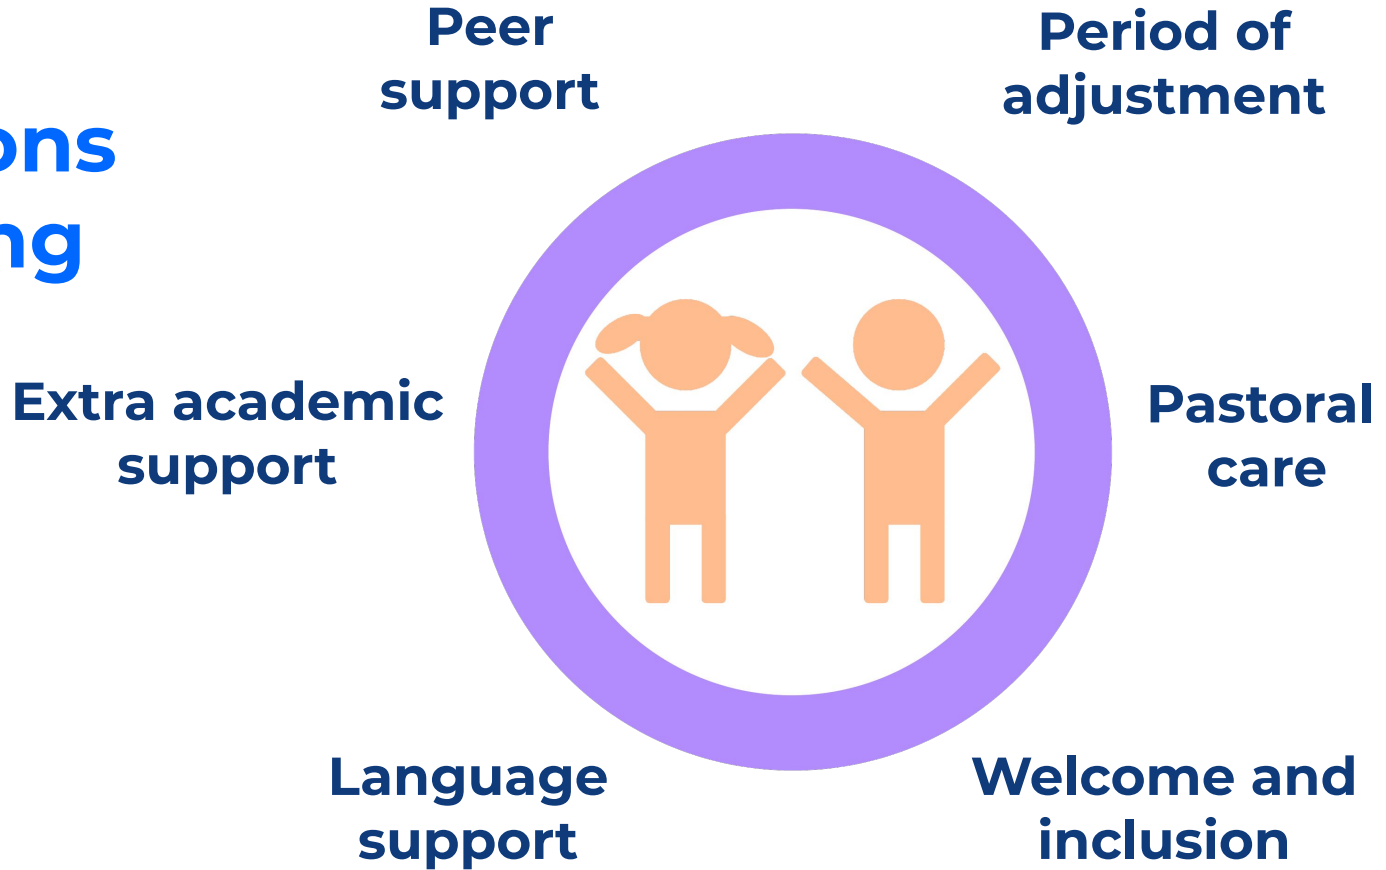 Peer
support
Period of
adjustment
ons
ng
Extra academic
support
Pastoral
care
Language
support
Welcome and
inclusion